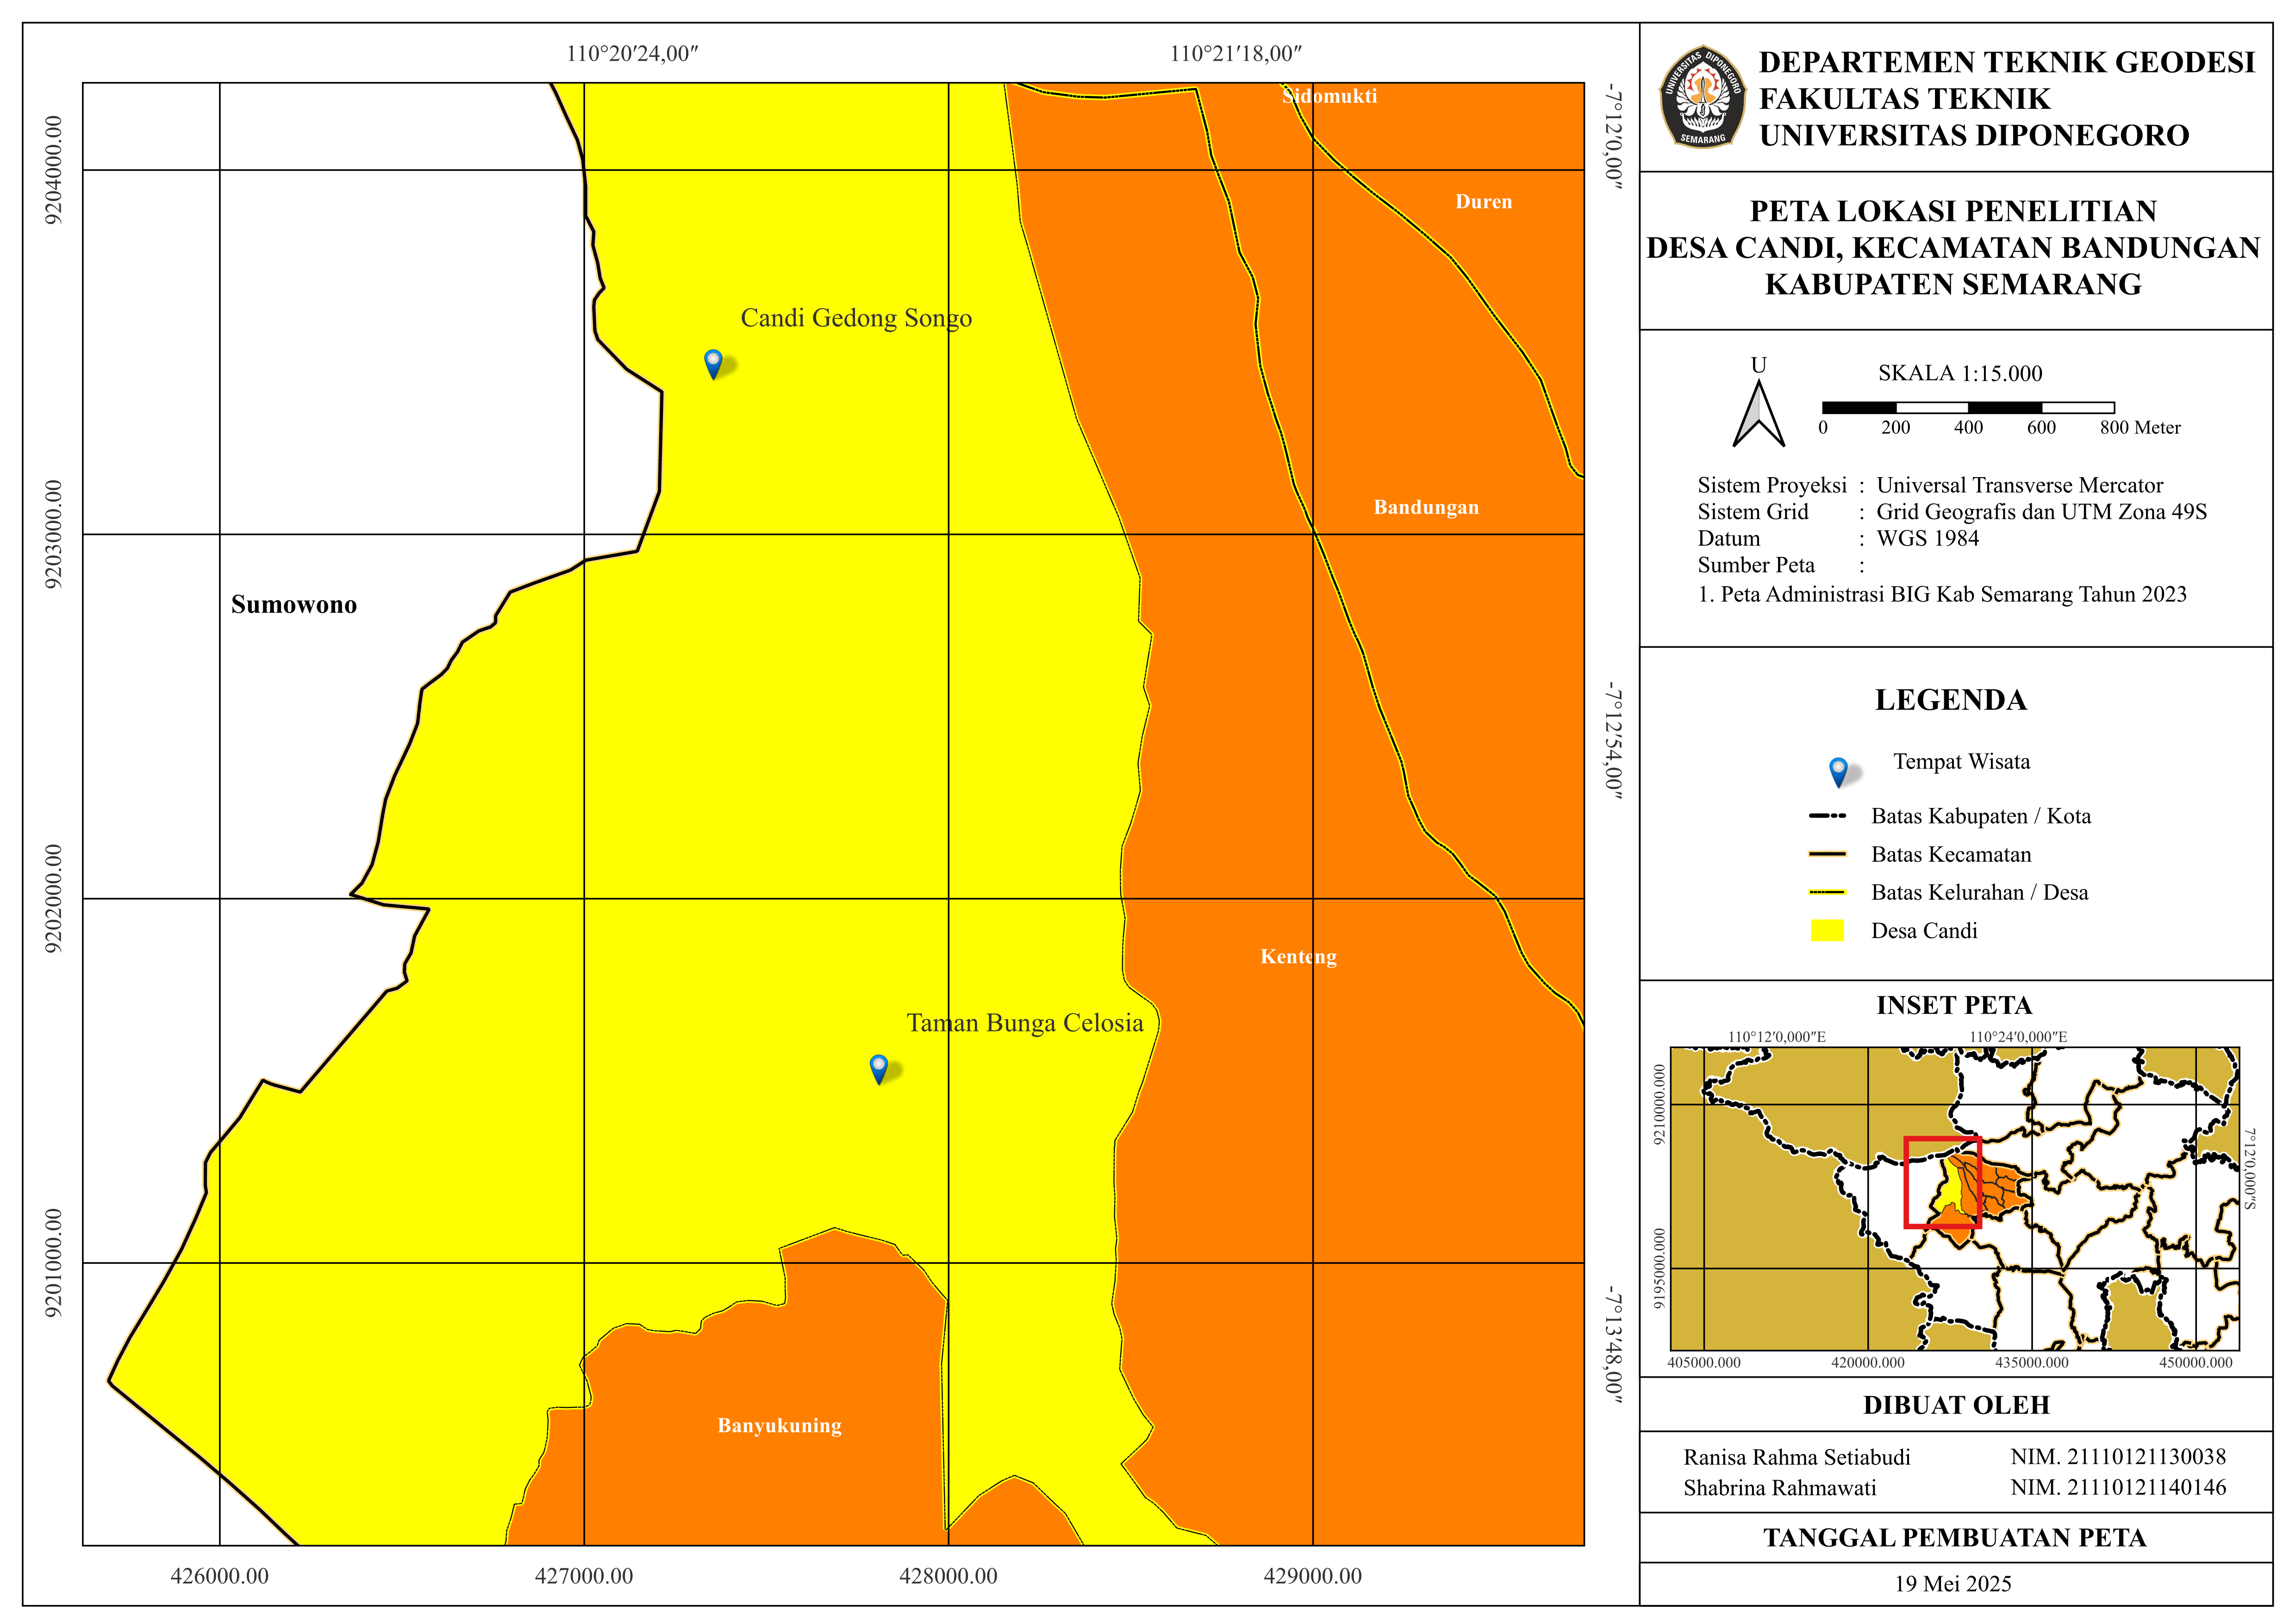 110°20'24,00" 110°21'18,00"
9204000.00
9203000.00
9202000.00
9201000.00
-7°12'0,00"
-7°12'54,00"
-7°13'48,00"
426000.00 427000.00 428000.00 429000.00
Sidomukti
Duren
Candi Gedong Songo
Bandungan
Sumowono
Kenteng
Taman Bunga Celosia
Banyukuning
UNIVERSITAS DIPONEGORO
SEMARANG
DEPARTEMEN TEKNIK GEODESI
FAKULTAS TEKNIK
UNIVERSITAS DIPONEGORO
PETA LOKASI PENELITIAN
DESA CANDI, KECAMATAN BANDUNGAN
KABUPATEN SEMARANG
U
SKALA 1:15.000
0 200 400 600 800 Meter
Sistem Proyeksi : Universal Transverse Mercator
Sistem Grid : Grid Geografis dan UTM Zona 49S
Datum : WGS 1984
Sumber Peta :
1. Peta Administrasi BIG Kab Semarang Tahun 2023
LEGENDA
Tempat Wisata
Batas Kabupaten / Kota
Batas Kecamatan
Batas Kelurahan / Desa
Desa Candi
INSET PETA
110°12'0,000"E 110°24'0,000"E
9210000.000
9195000.000
7°12'0,000"S
405000.000 420000.000 435000.000 450000.000
DIBUAT OLEH
Ranisa Rahma Setiabudi NIM. 21110121130038
Shabrina Rahmawati NIM. 21110121140146
TANGGAL PEMBUATAN PETA
19 Mei 2025